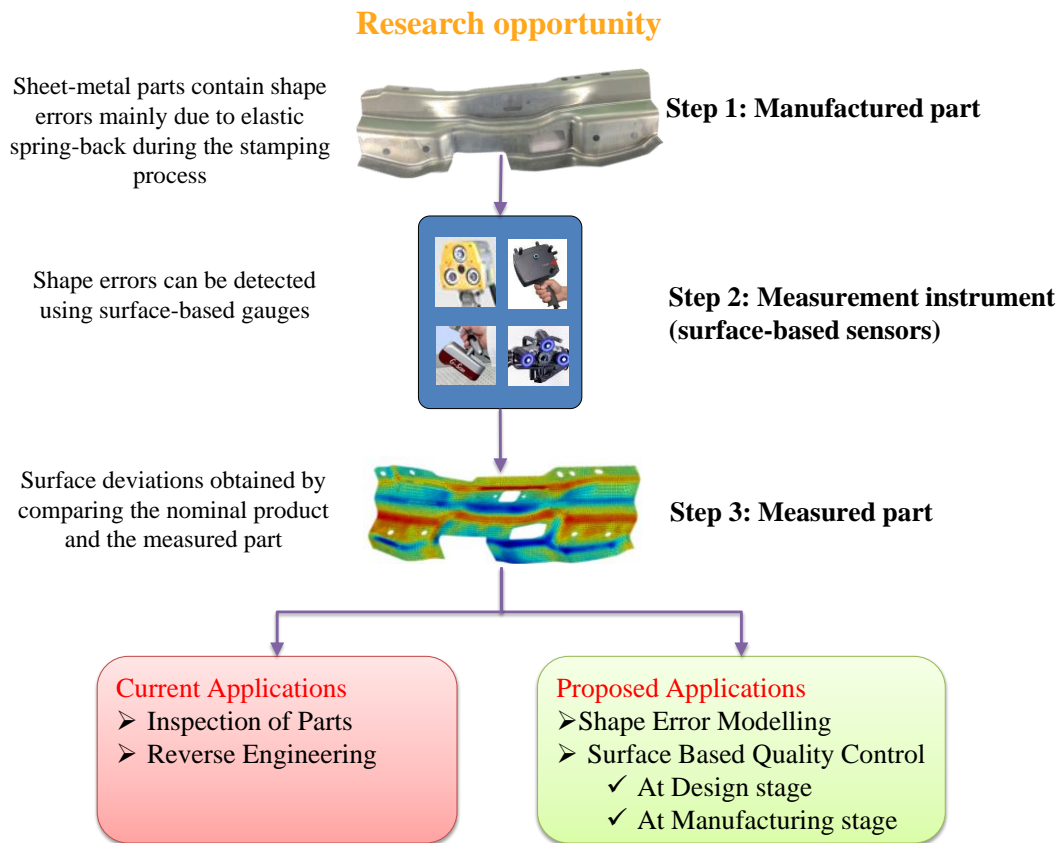 Research opportunity
Sheet-metal parts contain shape
errors mainly due to elastic
spring-back during the stamping
process
Step 1: Manufactured part
Shape errors can be detected
using surface-based gauges
Step 2: Measurement instrument
(surface-based sensors)
Surface deviations obtained by
comparing the nominal product
and the measured part
Step 3: Measured part
Current Applications
➢ Inspection of Parts
➢ Reverse Engineering
Proposed Applications
➢Shape Error Modelling
➢ Surface Based Quality Control
✓ At Design stage
✓ At Manufacturing stage